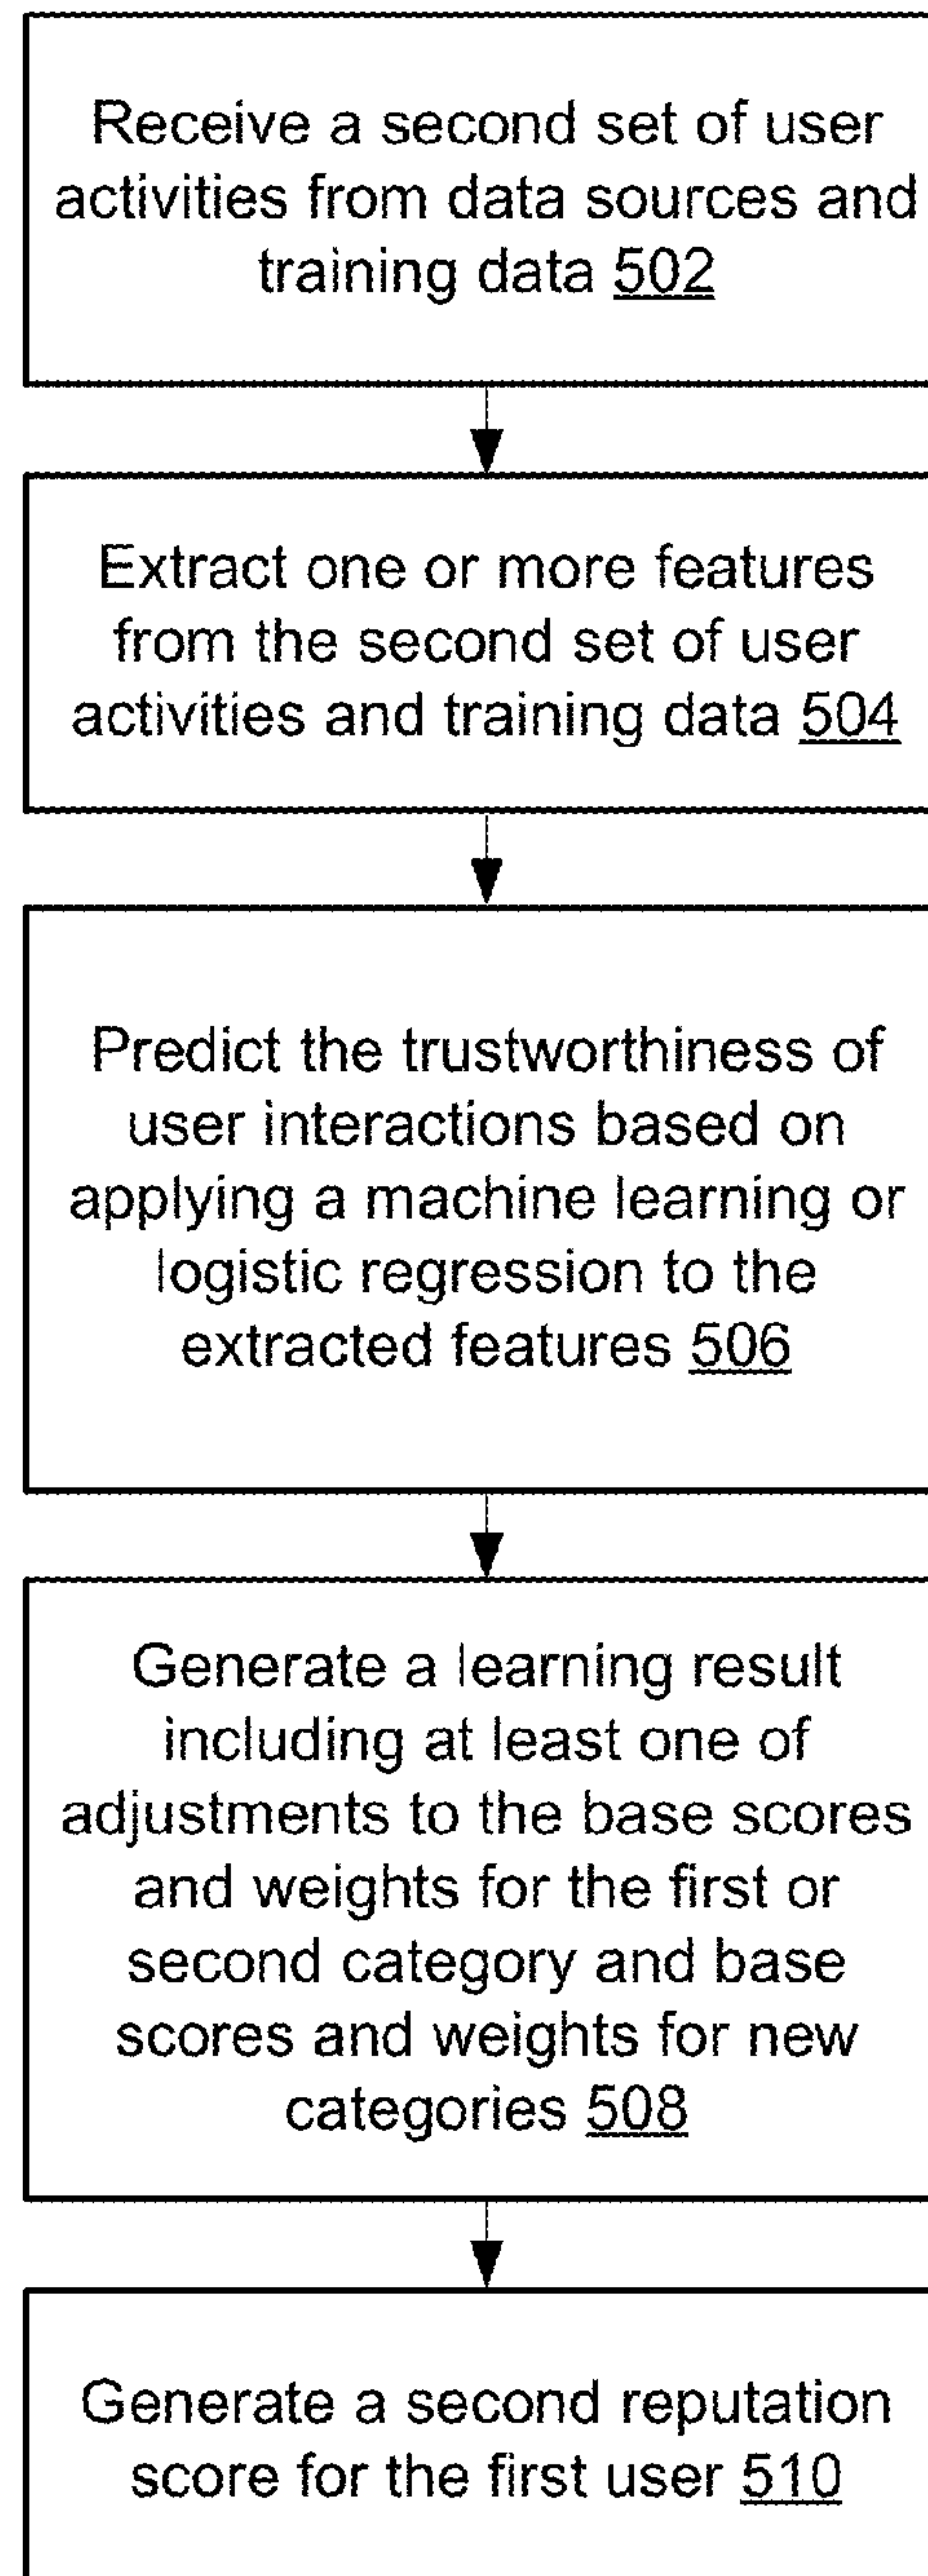 Receive a second set of user
activities from data sources and
training data 502
Extract one or more features
from the second set of user
activities and training data 504
Predict the trustworthiness of
user interactions based on
applying a machine learning or
logistic regression to the
extracted features 506
Generate a learning result
including at least one of
adjustments to the base scores
and weights for the first or
second category and base
scores and weights for new
categories 508
Generate a second reputation
score for the first user 510